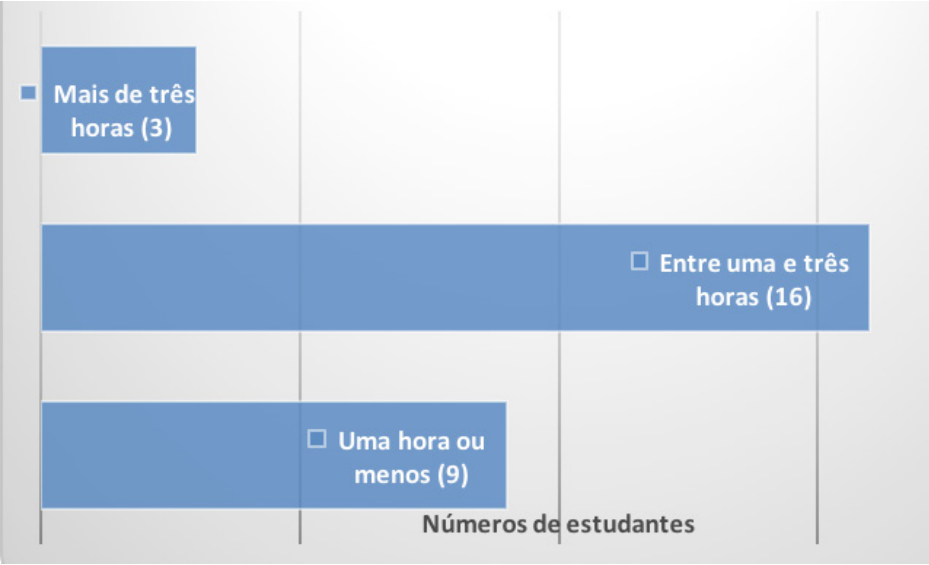 Mais de três
horas (3)
Entre uma e três
horas (16)
Uma hora ou
menos (9)
Números de estudantes